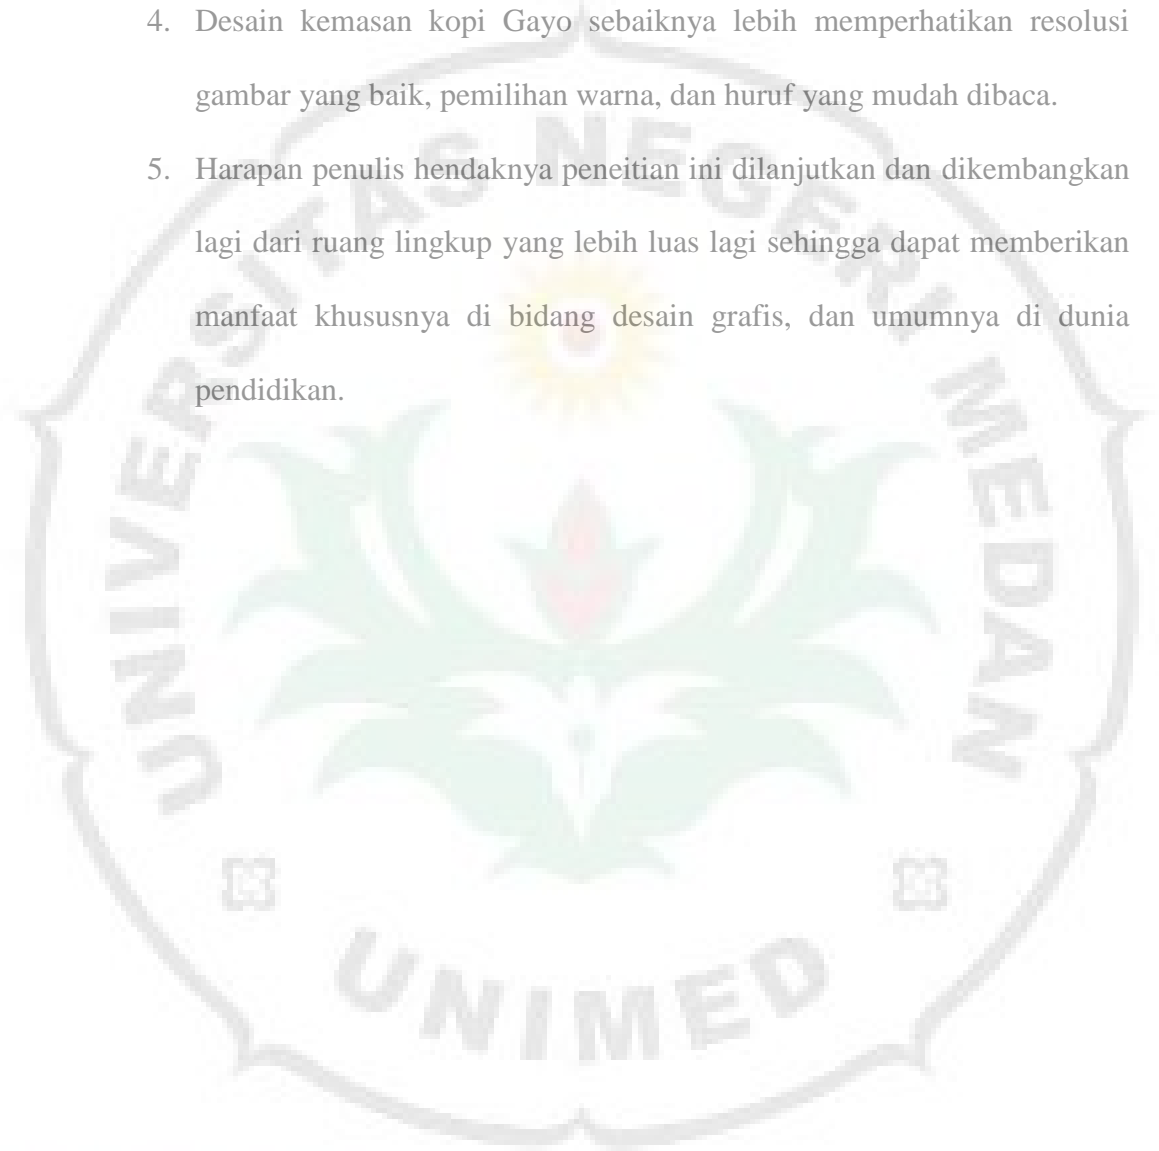 4. Desain kemasan kopi Gayo sebaiknya lebih memperhatikan resolusi
gambar yang baik, pemilihan warna, dan huruf yang mudah dibaca.
5. Harapan penulis hendaknya peneitian ini dilanjutkan dan dikembangkan
lagi dari ruang lingkup yang lebih luas lagi sehingga dapat memberikan
manfaat khususnya di bidang desain grafis, dan umumnya di dunia
pendidikan.
UNIVERSITAS NEGERI MEDAN
UNIMED